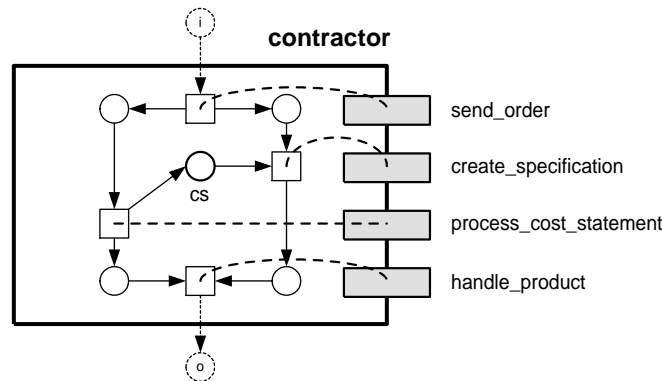 i
contractor
send_order
create_specification
cs
process_cost_statement
handle_product
o